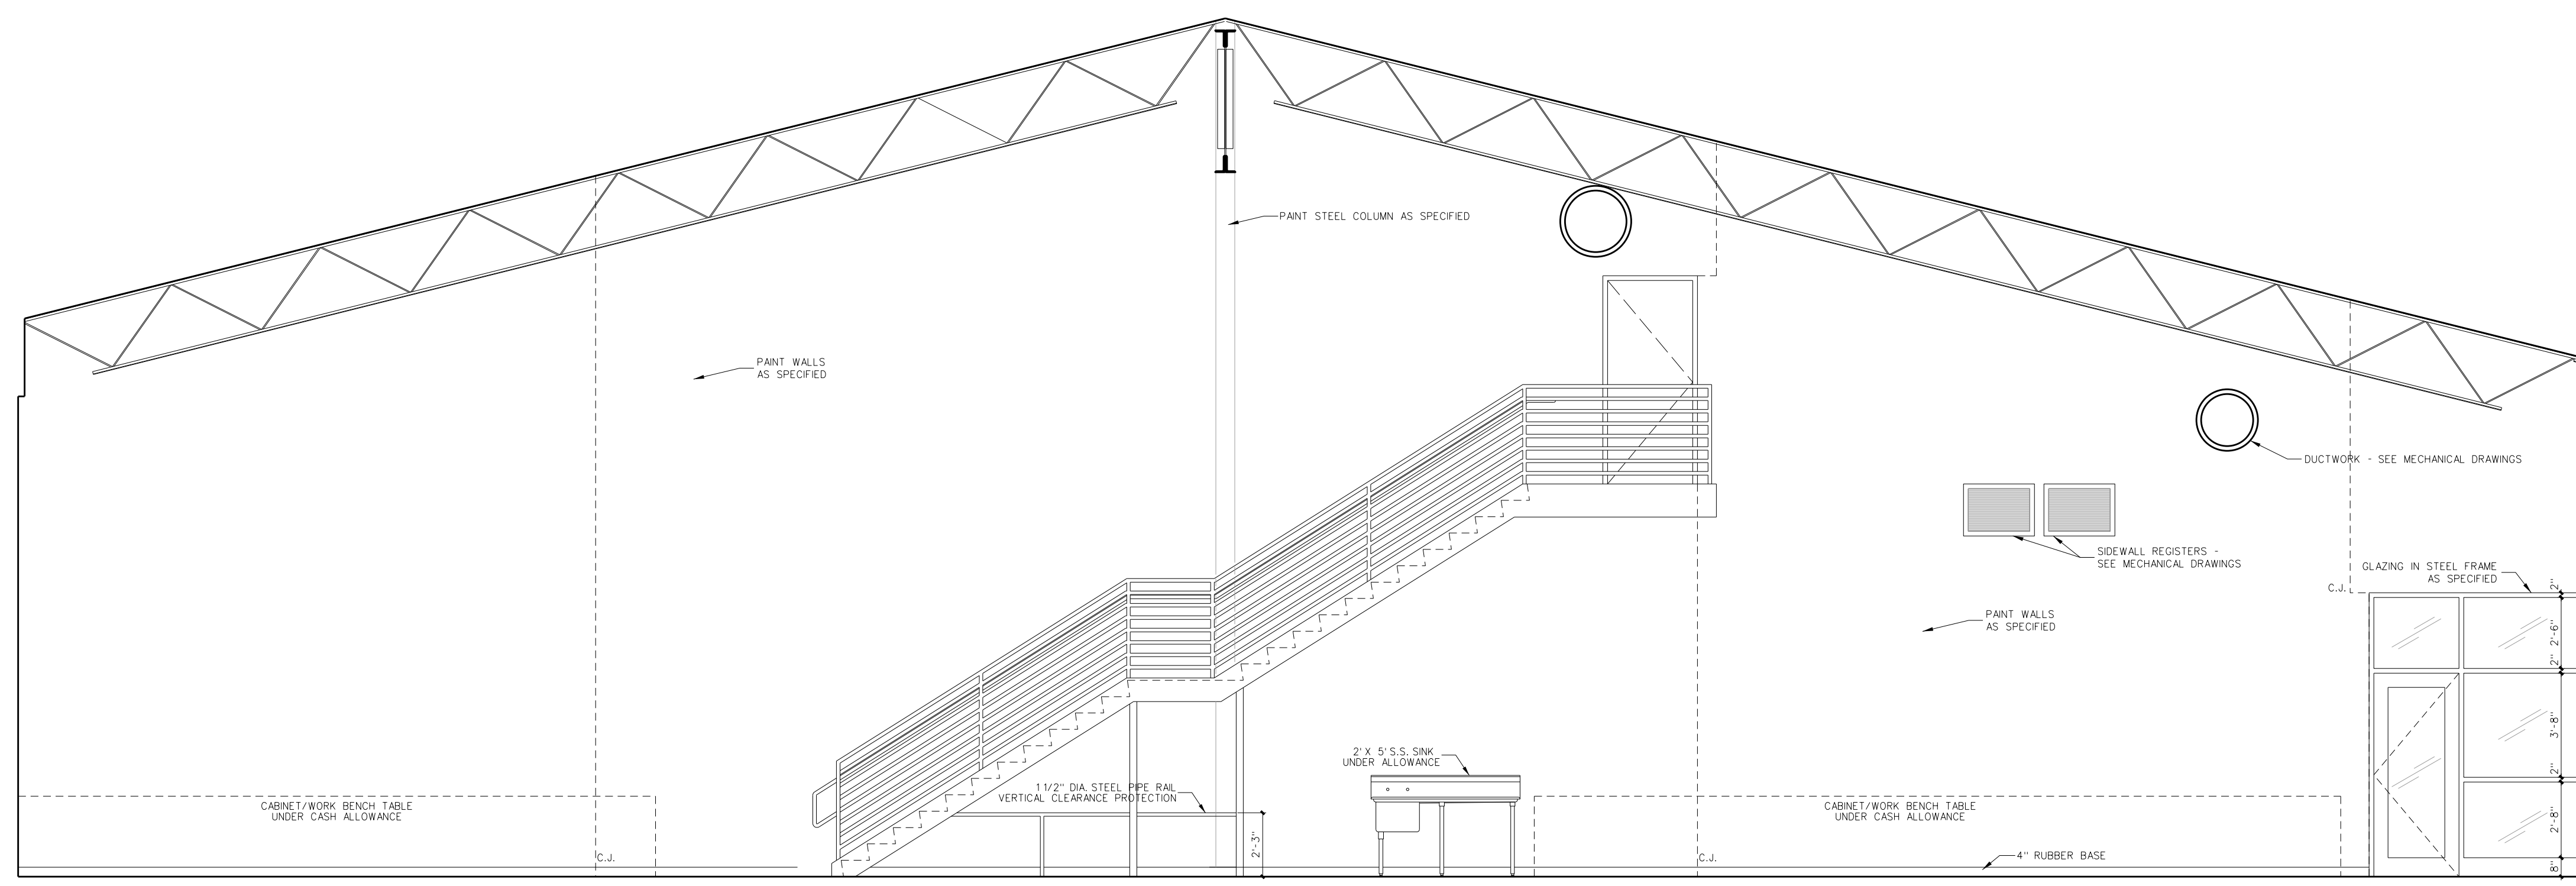 PAINT STEEL COLUMN AS SPECIFIED
PAINT WALLS
AS SPECIFIED
DUCTWORK - SEE MECHANICAL DRAWINGS
SIDEWALL REGISTERS -
SEE MECHANICAL DRAWINGS
GLAZING IN STEEL FRAME
AS SPECIFIED
C.J.
PAINT WALLS
AS SPECIFIED
2"
2'-6"
2"
3'-8"
2"
2'-8"
8"
2' X 5' S.S. SINK
UNDER ALLOWANCE
1 1/2" DIA. STEEL PIPE RAIL
VERTICAL CLEARANCE PROTECTION
2'-3"
CABINET/WORK BENCH TABLE
UNDER CASH ALLOWANCE
CABINET/WORK BENCH TABLE
UNDER CASH ALLOWANCE
C.J.
C.J.
4" RUBBER BASE